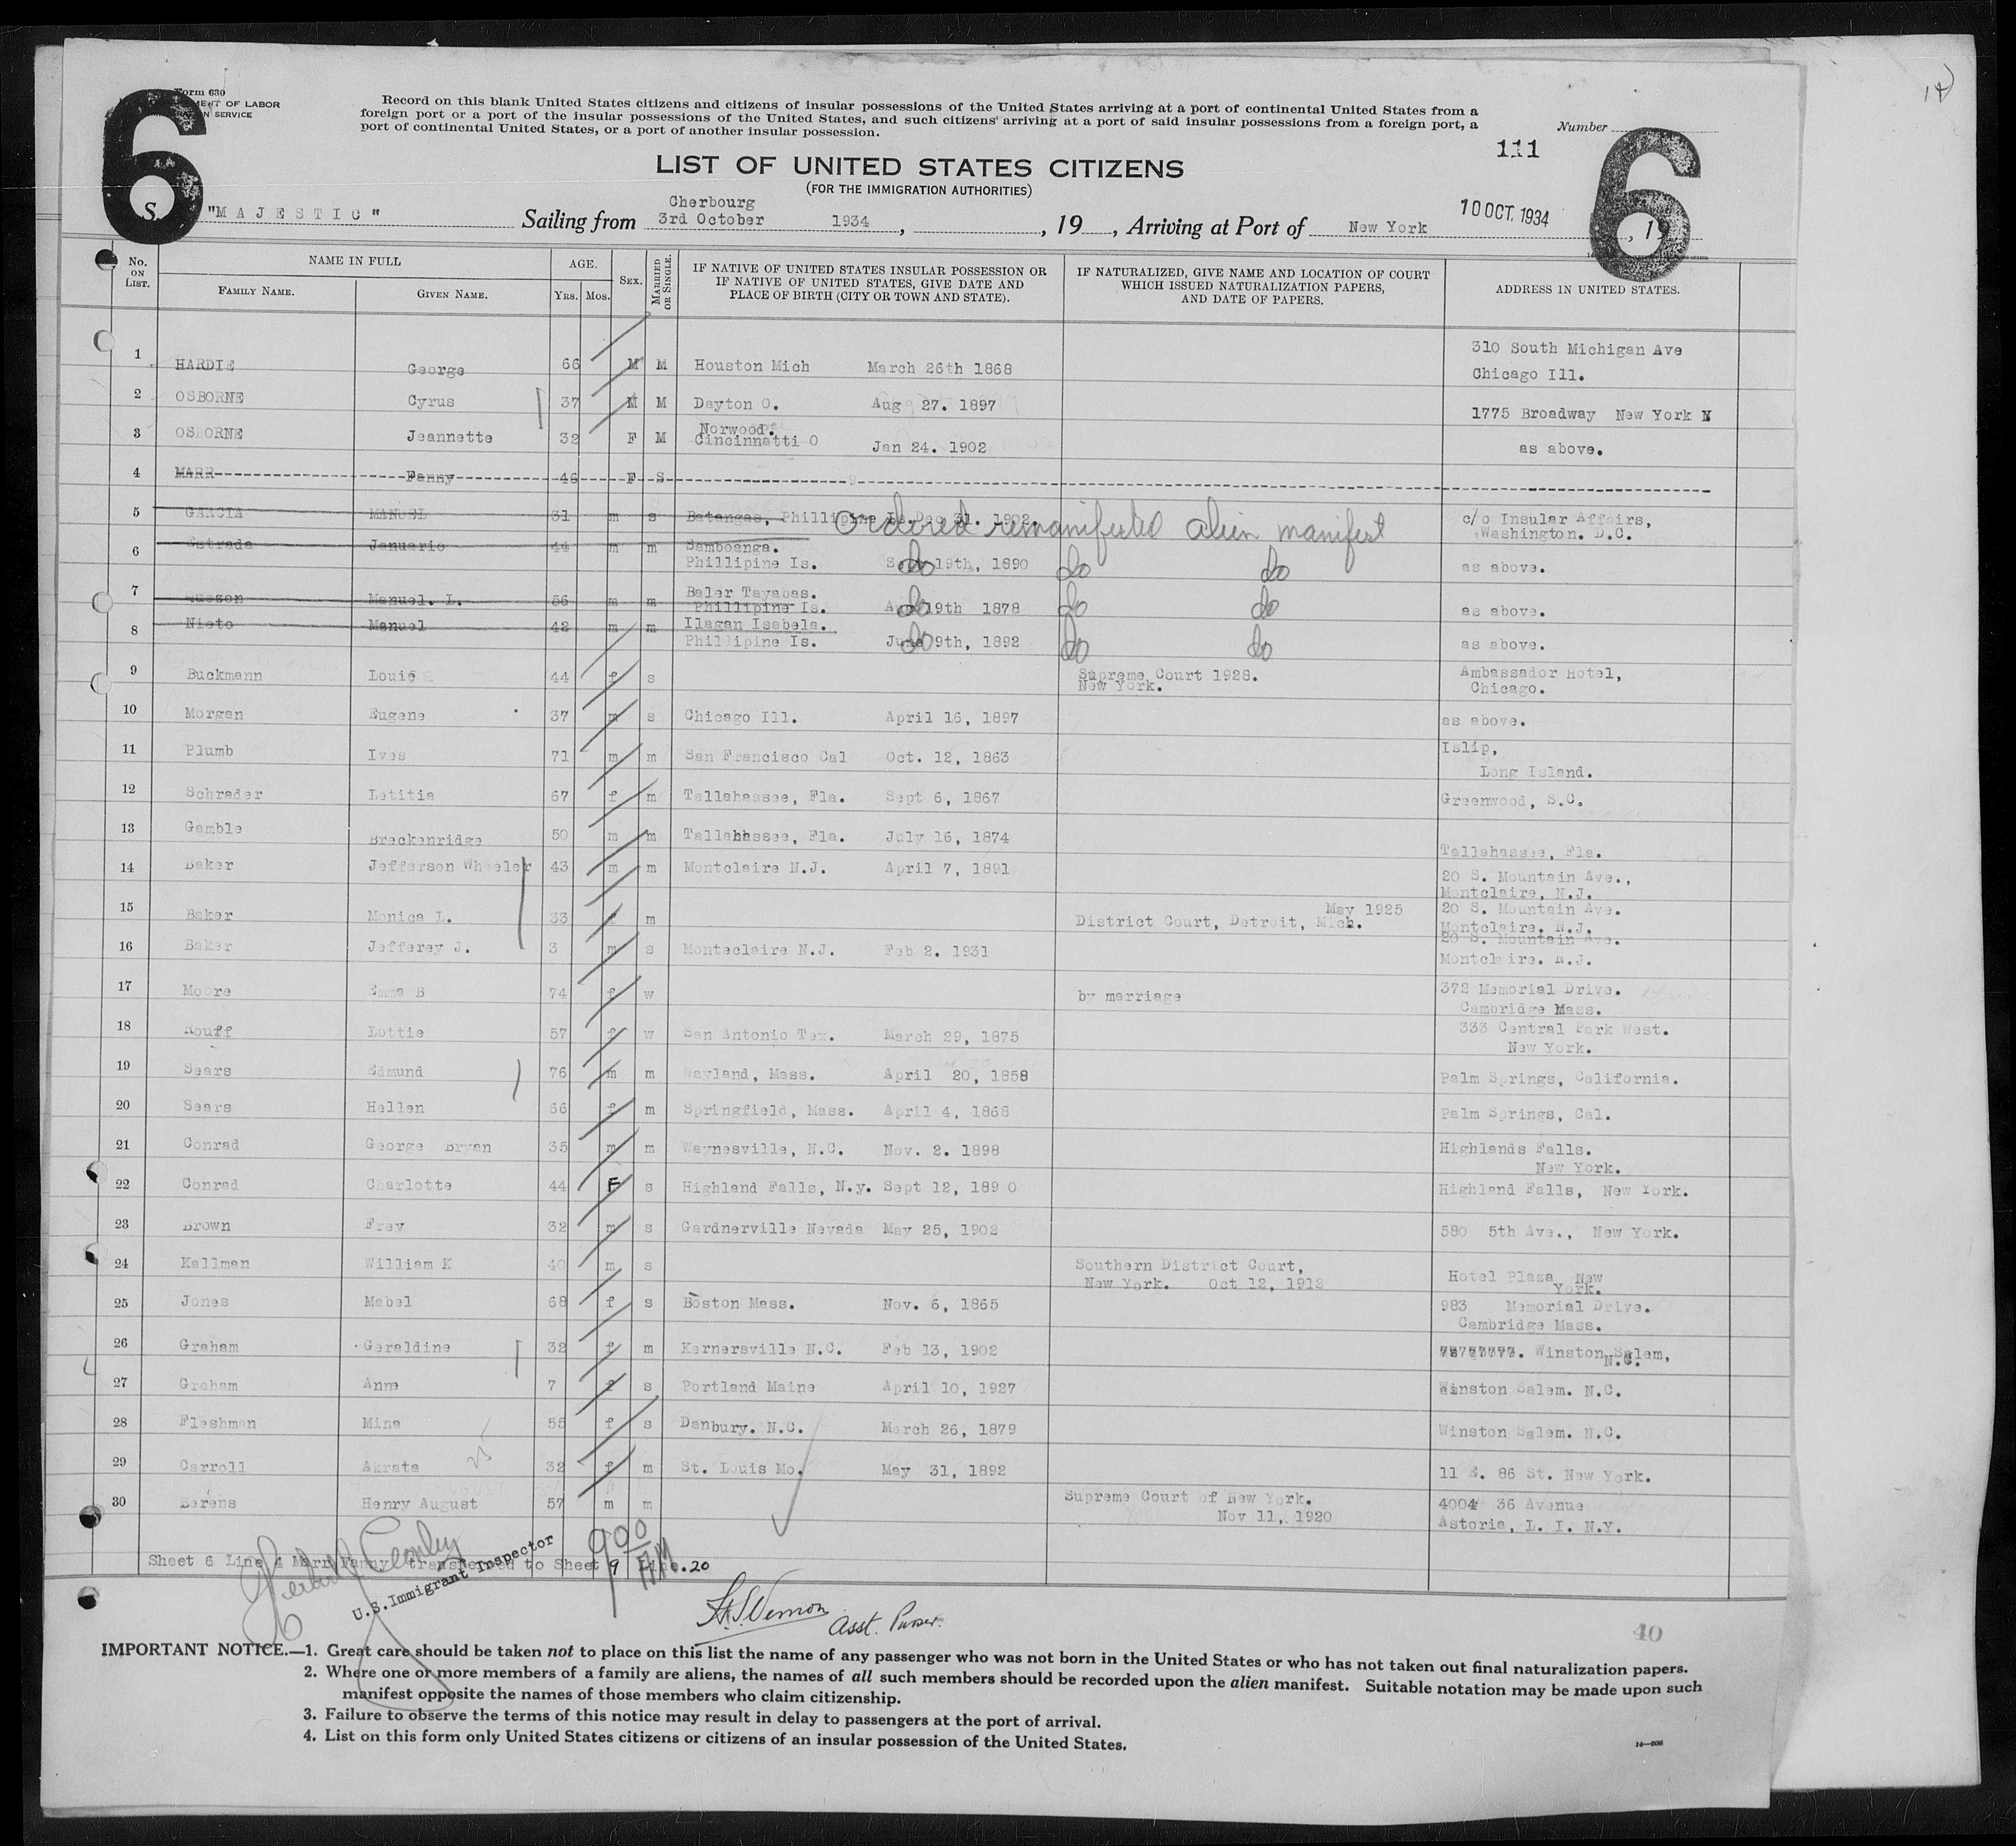 14
Form 630
MENT OF LABOR
SERVICE
Record on this blank United States citizens and citizens of insular possessions of the United States arriving at a port of continental United States from a
foreign port or a port of the insular possessions of the United States, and such citizens' arriving at a port of said insular possessions from a foreign port, a
port of continental United States, or a port of another insular possession.
Number
6
6
111
LIST OF UNITED STATES CITIZENS
(FOR THE IMMIGRATION AUTHORITIES)
S. "MAJESTIC" Sailing from Cherbourg 3rd October 1934, , 19 , Arriving at Port of New York 10 OCT. 1934, 19
No. ON LIST. NAME IN FULL FAMILY NAME. GIVEN NAME. AGE. Yrs. Mos. SEX. MARRIED OR SINGLE. IF NATIVE OF UNITED STATES INSULAR POSSESSION OR IF NATIVE OF UNITED STATES, GIVE DATE AND PLACE OF BIRTH (CITY OR TOWN AND STATE). IF NATURALIZED, GIVE NAME AND LOCATION OF COURT WHICH ISSUED NATURALIZATION PAPERS, AND DATE OF PAPERS. ADDRESS IN UNITED STATES.
1 HARDIE George 66 M M Houston Mich March 26th 1868 310 South Michigan Ave Chicago Ill.
2 OSBORNE Cyrus 37 M M Dayton O. Aug 27. 1897 1775 Broadway New York N
3 OSBORNE Jeannette 32 F M Norwood. Cincinnatti O Jan 24. 1902 as above.
4 MARR Fanny 46 F S
5 GARCIA MANUEL 31 m s Batangas, Phillipine Is. Dec 31. 1902. c/o Insular Affairs, Washington. D.C.
Ordered remanifested alien manifest
6 Estrada Januario 44 m m Samboanga. Phillipine Is. 19th, 1890 do do do as above.
7 Quezon Manuel. L. 56 m m Baler Tayabas. Phillipine Is. 19th 1878 do do do as above.
8 Nieto Manuel 42 m m Ilagan Isabela. Phillipine Is. June 9th, 1892 do do do as above.
9 Buckmann Louis E 44 f s Supreme Court 1928. New York. Ambassador Hotel, Chicago.
10 Morgan Eugene 37 m s Chicago Ill. April 16, 1897 as above.
11 Plumb Ives 71 m m San Francisco Cal Oct. 12, 1863 Islip, Long Island.
12 Schrader Letitia 67 f m Tallahassee, Fla. Sept 6, 1867 Greenwood, S.C.
13 Gamble Breckenridge 50 m m Tallahassee, Fla. July 16, 1874 Tallahassee, Fla.
14 Baker Jefferson Wheeler 43 m m Montclaire N.J. April 7, 1891 20 S. Mountain Ave., Montclaire, N.J.
15 Baker Monica L. 33 f m District Court, Detroit, Mich. May 1925 20 S. Mountain Ave. Montclaire. N.J.
16 Baker Jefferey J. 3 m s Monteclaire N.J. Feb 2. 1931 20 S. Mountain Ave. Montclaire. N.J.
17 Moore Emma B 74 f w by marriage 372 Memorial Drive. Cambridge Mass.
18 Rouff Lottie 57 f w San Antonio Tex. March 29, 1875 333 Central Park West. New York.
19 Sears Edmund 76 m m Wayland, Mass. April 20, 1858 Palm Springs, California.
20 Sears Hellen 66 f m Springfield, Mass. April 4, 1868 Palm Springs, Cal.
21 Conrad George Bryan 35 m m Waynesville, N.C. Nov. 2. 1898 Highlands Falls. New York.
22 Conrad Charlotte 44 F s Highland Falls, N.y. Sept 12, 1890 Highland Falls, New York.
23 Brown Frey 32 m s Gardnerville Nevada May 25, 1902 580 5th Ave., New York.
24 Kallman William K 40 m s Southern District Court, New York. Oct 12, 1912 Hotel Plaza, New York.
25 Jones Mabel 68 f s Boston Mass. Nov. 6, 1865 983 Memorial Drive. Cambridge Mass.
26 Graham Geraldine 32 f m Kernersville N.C. Feb 13, 1902 Winston Salem, N.C.
27 Graham Anne 7 f s Portland Maine April 10, 1927 Winston Salem. N.C.
28 Fleshman Mina 55 f s Danbury. N.C. March 26, 1879 Winston Salem. N.C.
29 Carroll Akrata 32 f m St. Louis Mo. May 31, 1892 11 E. 86 St. New York.
30 Berens Henry August 57 m m Supreme Court of New York. Nov 11, 1920 4004 36 Avenue Astoria, L. I. N.Y.
Sheet 6 Line 4 Marr Fanny transferred to Sheet 9 Line.20
900 AM
U.S. Immigrant Inspector
Vernon Asst. Purser.
40
IMPORTANT NOTICE.—1. Great care should be taken not to place on this list the name of any passenger who was not born in the United States or who has not taken out final naturalization papers.
2. Where one or more members of a family are aliens, the names of all such members should be recorded upon the alien manifest. Suitable notation may be made upon such
manifest opposite the names of those members who claim citizenship.
3. Failure to observe the terms of this notice may result in delay to passengers at the port of arrival.
4. List on this form only United States citizens or citizens of an insular possession of the United States.